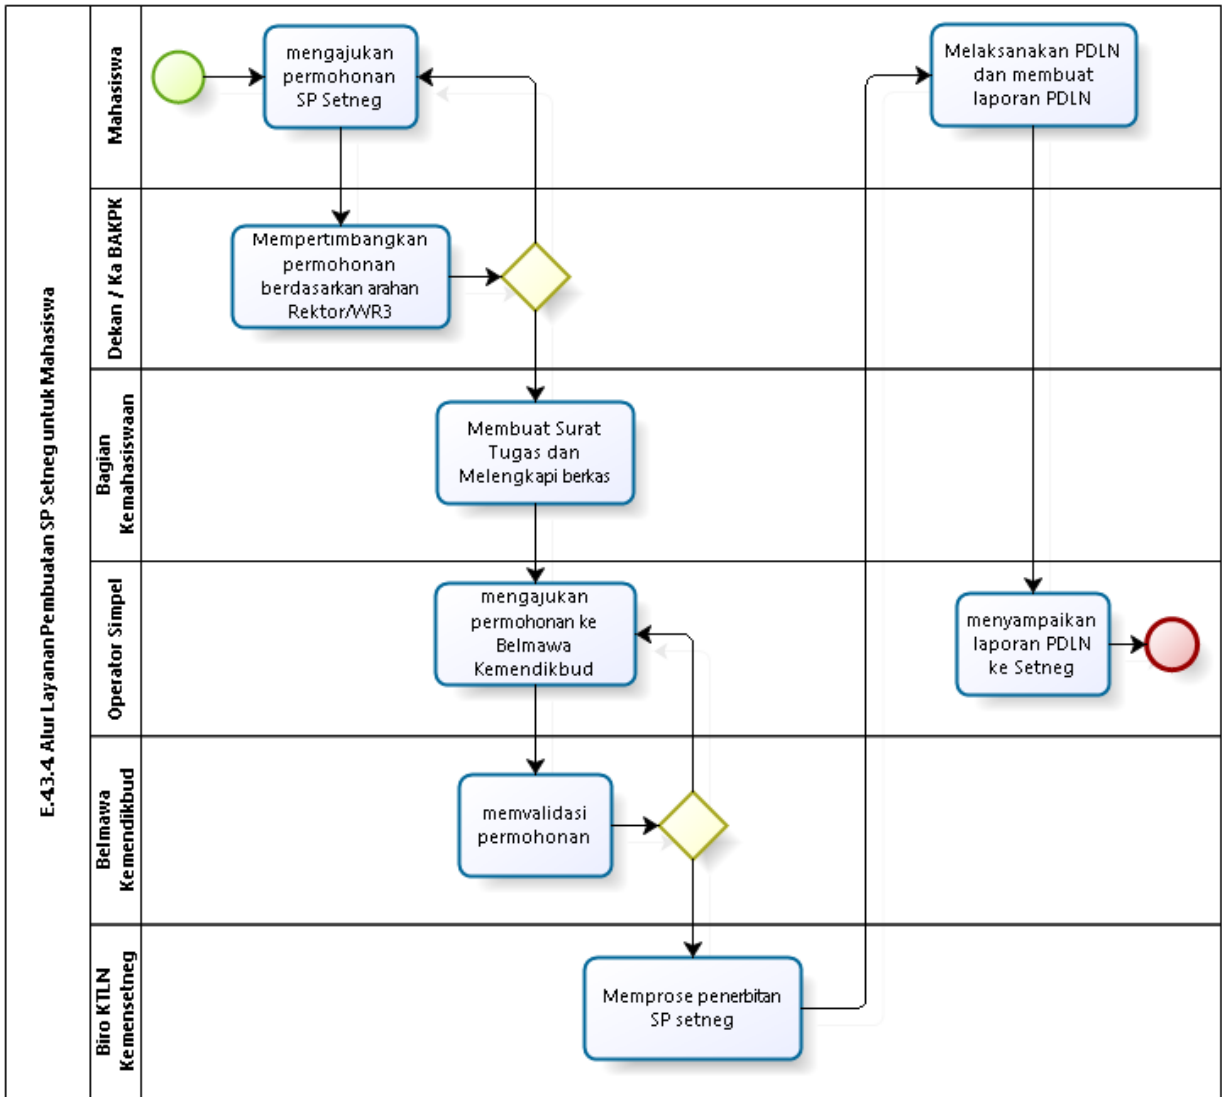 E.4.3.4. Alur Layanan Pembuatan SP Setneg untuk Mahasiswa
Mahasiswa
mengajukan
permohonan
SP Setneg
Melaksanakan PDLN
dan membuat
laporan PDLN
Dekan / Ka BAKPK
Mempertimbangkan
permohonan
berdasarkan arahan
Rektor/WR3
Bagian
Kemahasiswaan
Membuat Surat
Tugas dan
Melengkapi berkas
Operator Simpel
mengajukan
permohonan ke
Belmawa
Kemendikbud
menyampaikan
laporan PDLN
ke Setneg
Belmawa
Kemendikbud
memvalidasi
permohonan
Biro KTLN
Kemensetneg
Memprose penerbitan
SP setneg